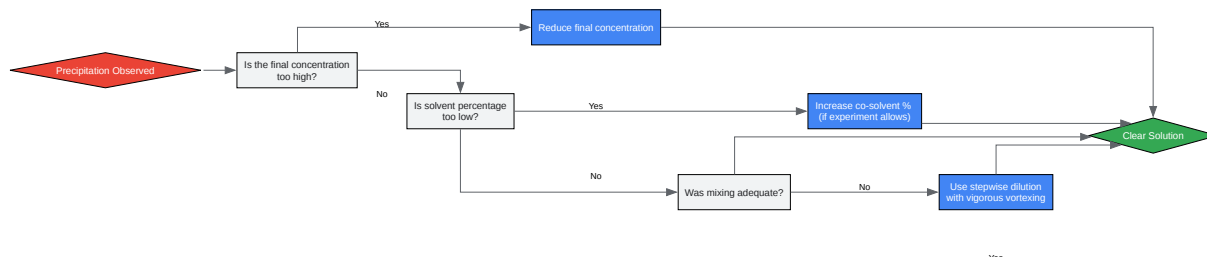 Yes
Reduce final concentration
Precipitation Observed
Is the final concentration
too high?
No
Is solvent percentage
too low?
Yes
Increase co-solvent %
(if experiment allows)
Clear Solution
No
Was mixing adequate?
No
Use stepwise dilution
with vigorous vortexing
Yes